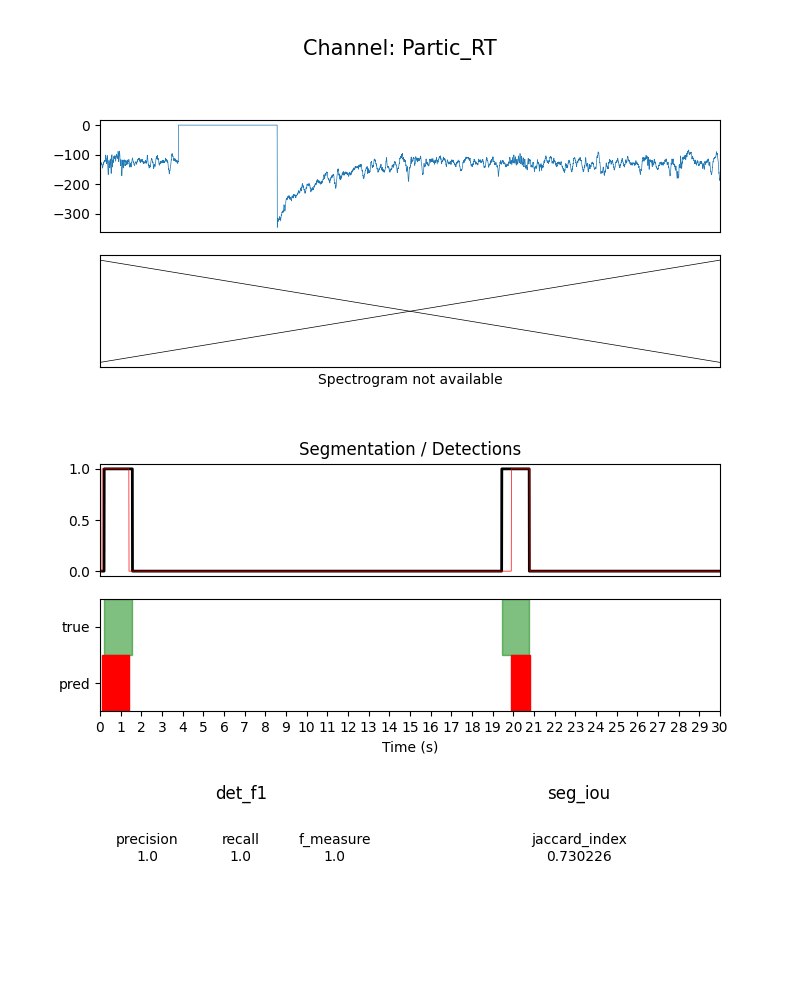 Channel: Partic_RT
0
−100
−200
−300
Spectrogram not available
Segmentation / Detections
1.0
0.5
0.0
true
pred
0 1 2 3 4 5 6 7 8 9 10 11 12 13 14 15 16 17 18 19 20 21 22 23 24 25 26 27 28 29 30
Time (s)
det_f1 seg_iou
precision recall f_measure jaccard_index
1.0 1.0 1.0 0.730226